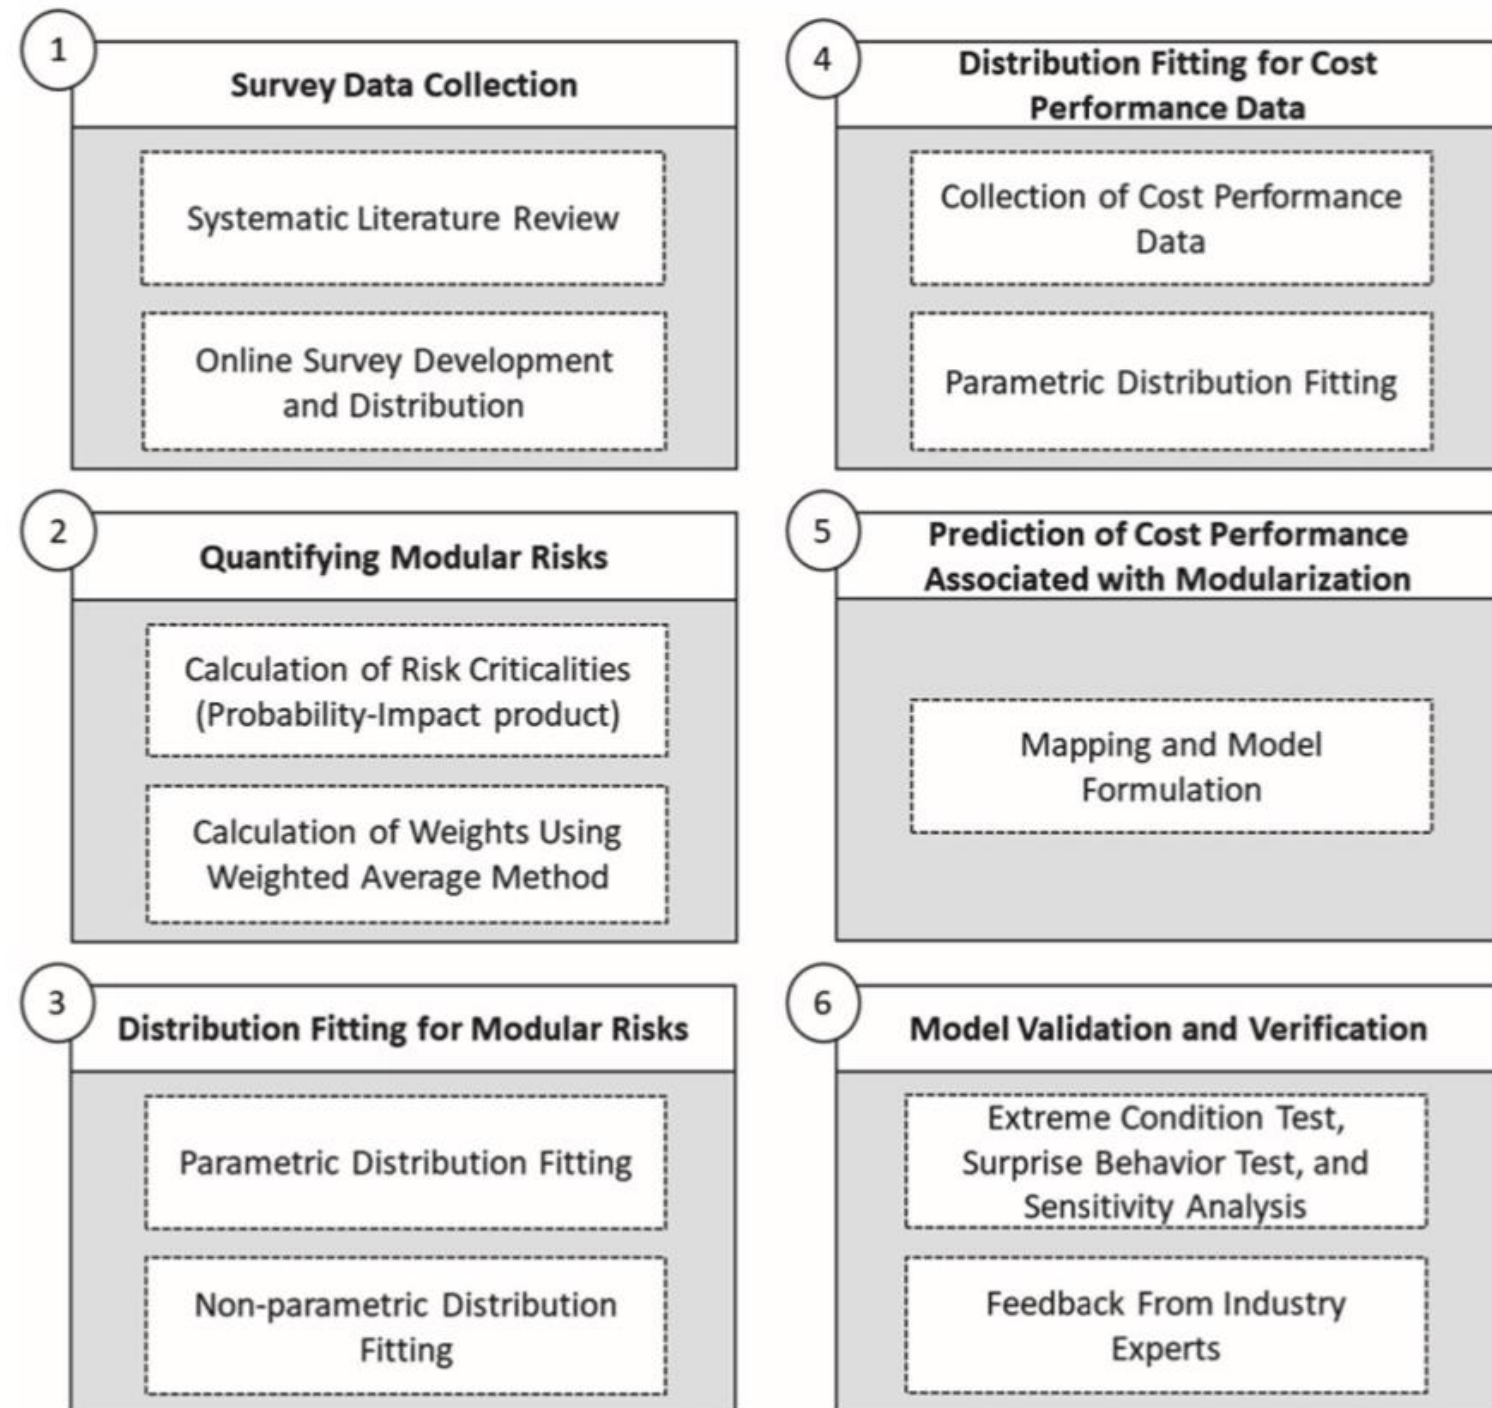 1
Survey Data Collection
Systematic Literature Review
Online Survey Development
and Distribution
2
Quantifying Modular Risks
Calculation of Risk Criticalities
(Probability-Impact product)
Calculation of Weights Using
Weighted Average Method
3
Distribution Fitting for Modular Risks
Parametric Distribution Fitting
Non-parametric Distribution
Fitting
4
Distribution Fitting for Cost
Performance Data
Collection of Cost Performance
Data
Parametric Distribution Fitting
5
Prediction of Cost Performance
Associated with Modularization
Mapping and Model
Formulation
6
Model Validation and Verification
Extreme Condition Test,
Surprise Behavior Test, and
Sensitivity Analysis
Feedback From Industry
Experts